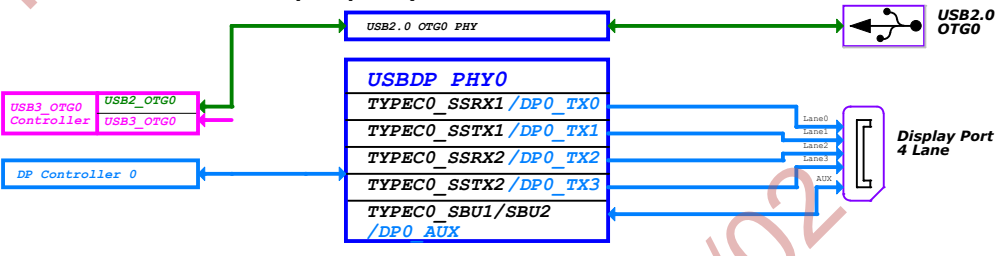 USB2.0 OTG0 PHY
USB2.0
OTG0
USBDP PHY0
USB3_OTG0
Controller
USB2_OTG0
USB3_OTG0
TYPEC0_SSRX1/DP0_TX0
TYPEC0_SSTX1/DP0_TX1
TYPEC0_SSRX2/DP0_TX2
TYPEC0_SSTX2/DP0_TX3
TYPEC0_SBU1/SBU2
/DP0_AUX
DP Controller 0
Lane0
Lane1
Lane2
Lane3
AUX
Display Port
4 Lane